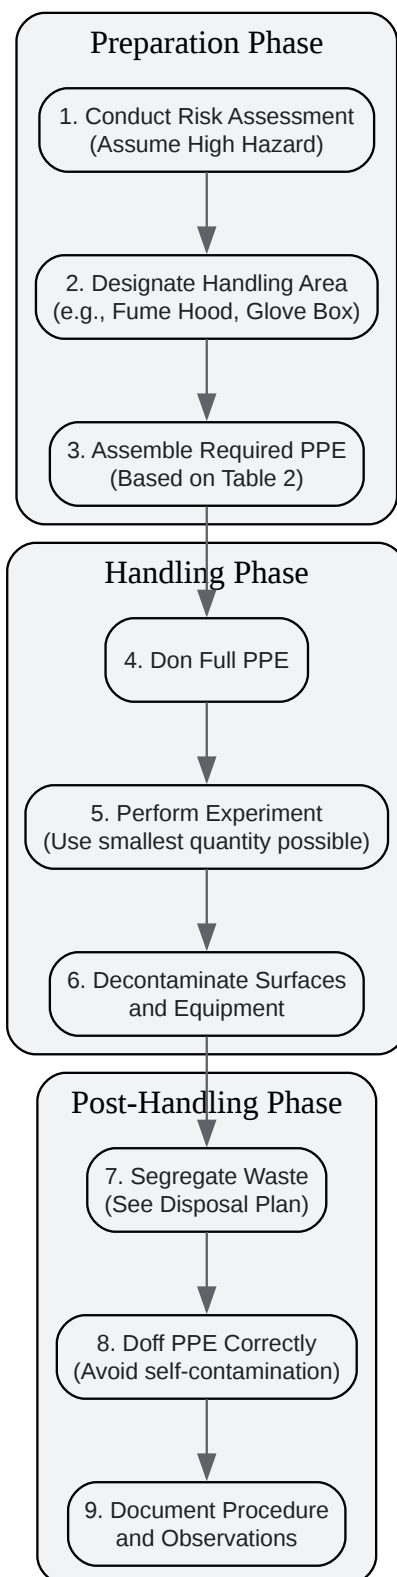 Preparation Phase
1. Conduct Risk Assessment
(Assume High Hazard)
2. Designate Handling Area
(e.g., Fume Hood, Glove Box)
3. Assemble Required PPE
(Based on Table 2)
Handling Phase
4. Don Full PPE
5. Perform Experiment
(Use smallest quantity possible)
6. Decontaminate Surfaces
and Equipment
Post-Handling Phase
7. Segregate Waste
(See Disposal Plan)
8. Doff PPE Correctly
(Avoid self-contamination)
9. Document Procedure
and Observations